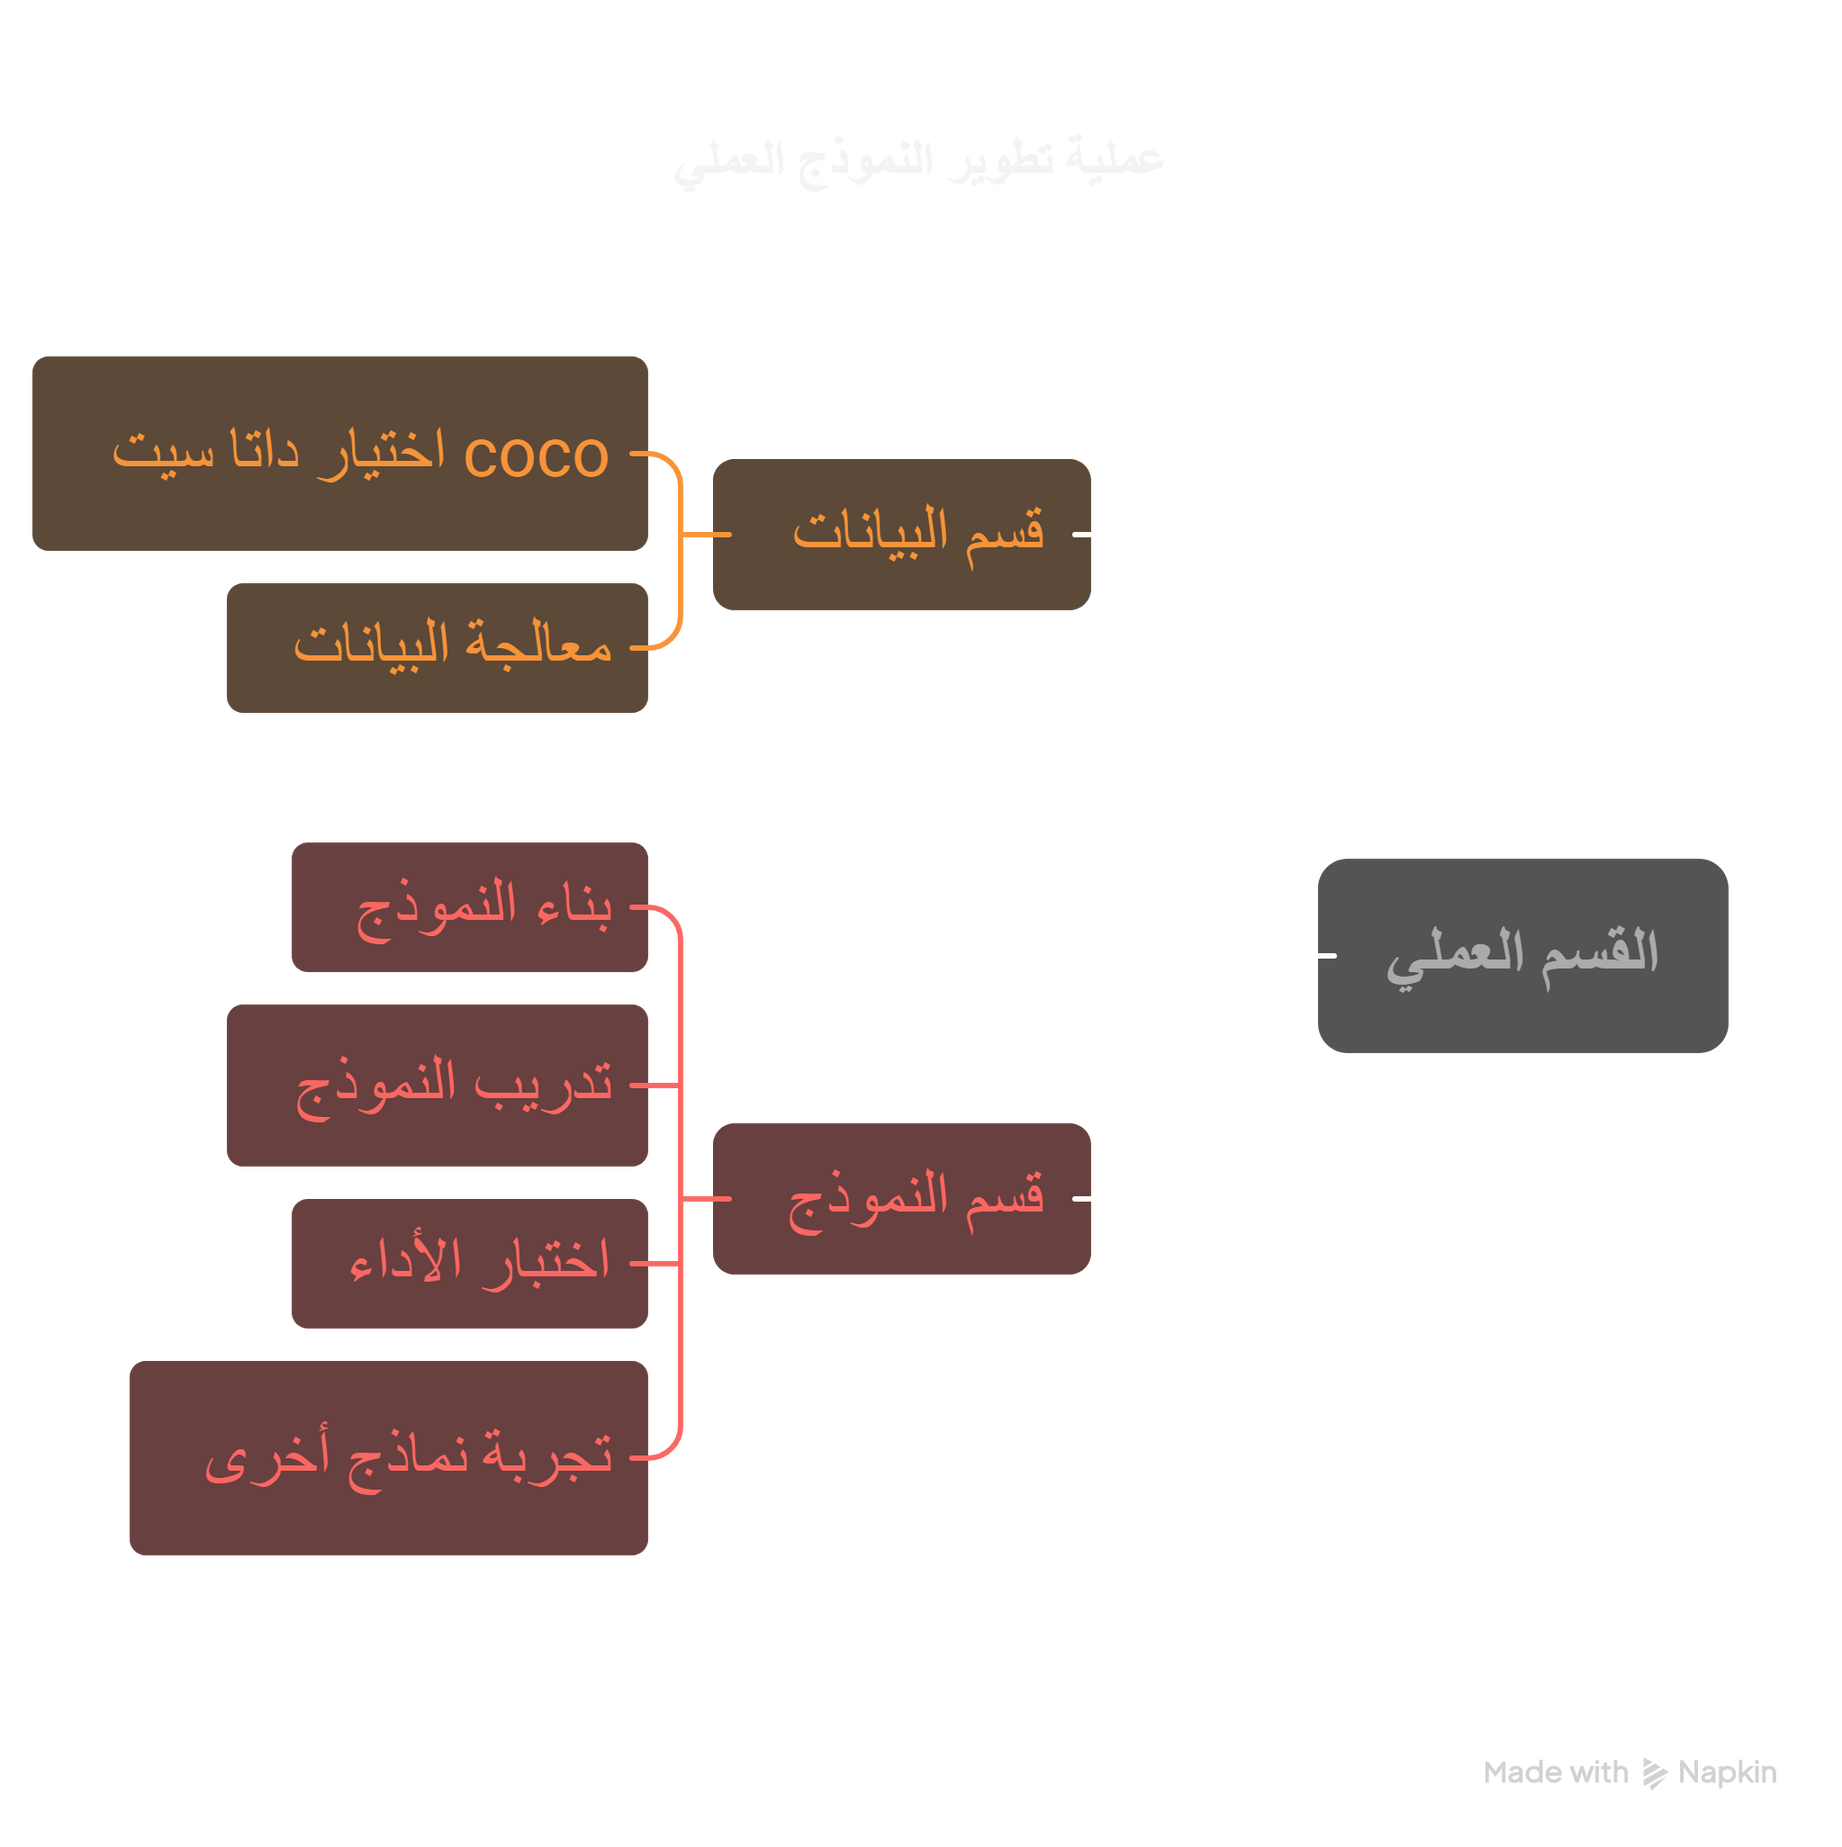 عملية تطوير النموذج العملي
القسم العملي
قسم البيانات
coco اختيار داتا سيت
معالجة البيانات
قسم النموذج
بناء النموذج
تدريب النموذج
اختبار الأداء
تجربة نماذج أخرى
Made with Napkin